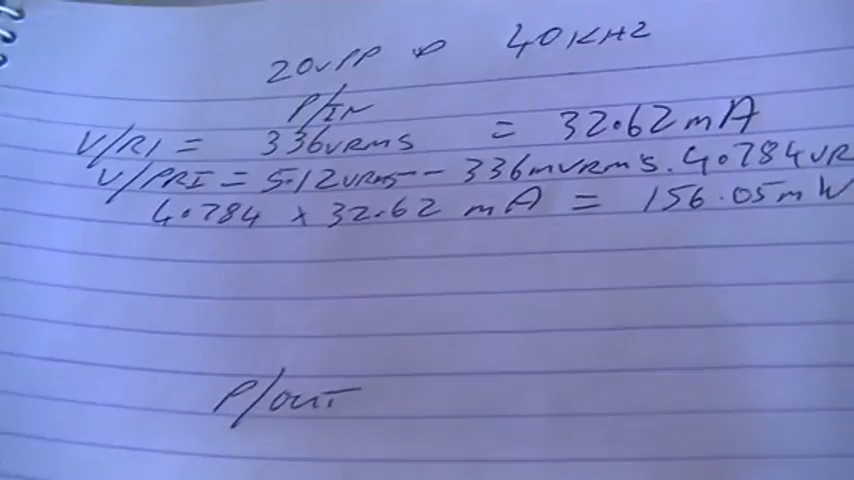 20VPP @ 40KHZ
P/IN
V/R1 = 336VRMS = 32.62mA
V/PRI = 5.12VRMS - 336mVRMS. 4.784VR
4.784 x 32.62 mA = 156.05mW
P/OUT